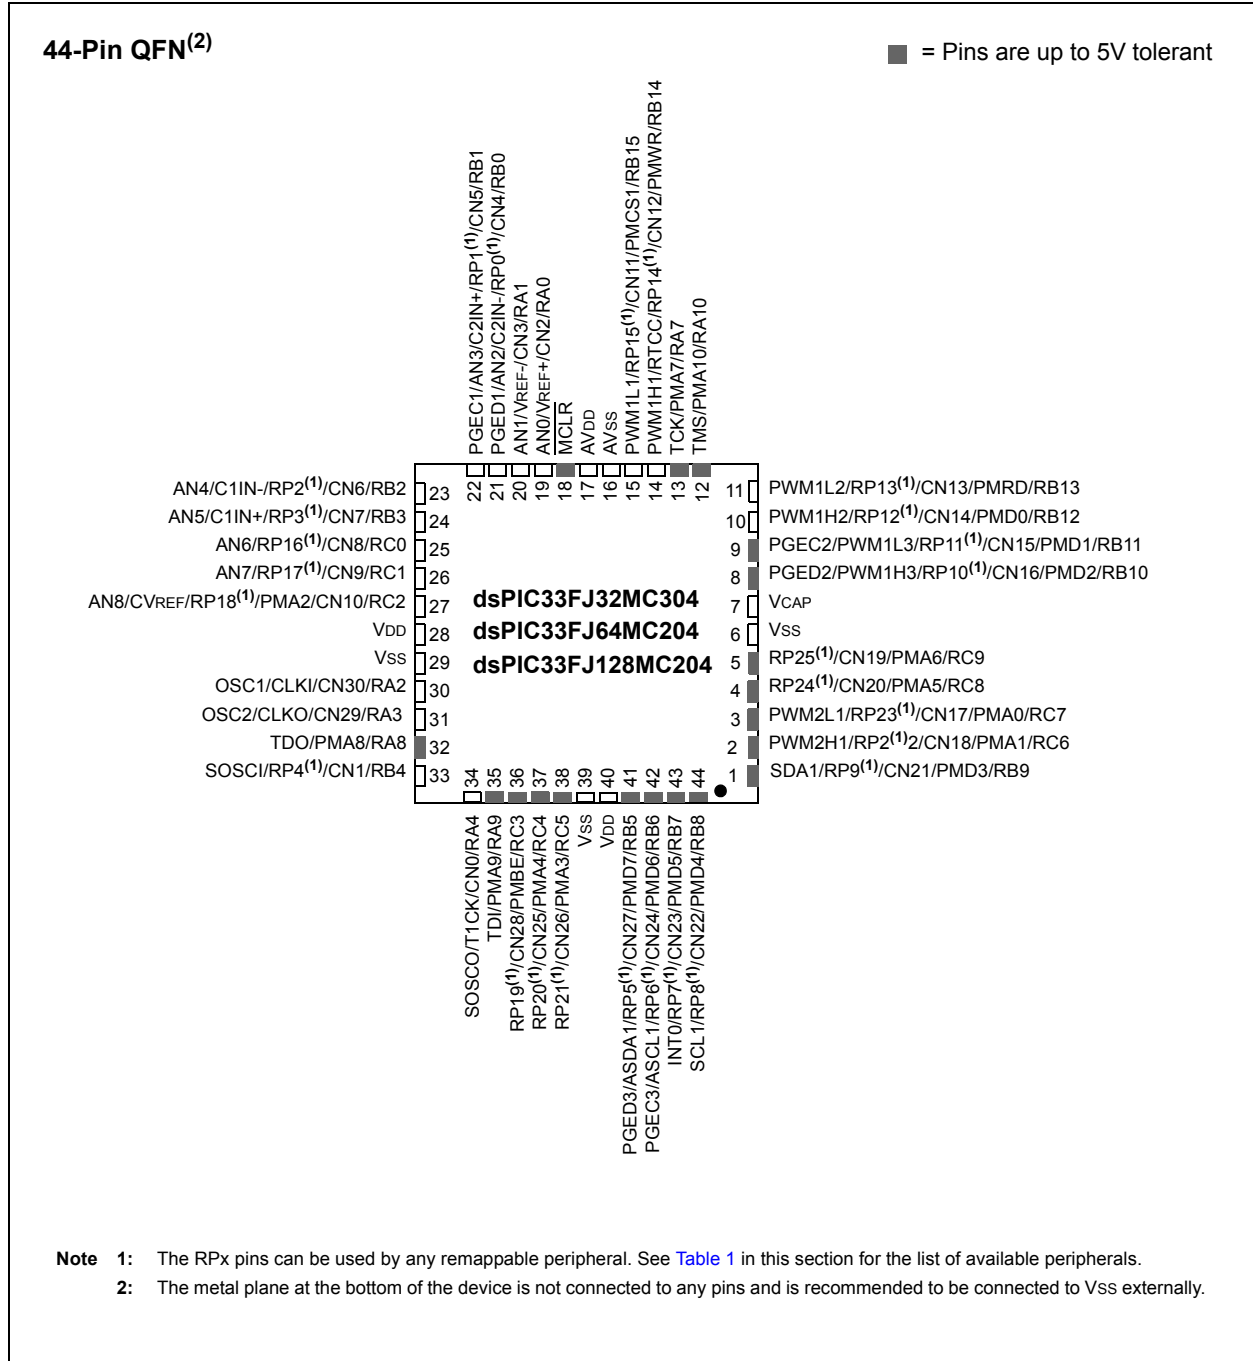 44-Pin QFN(2)
= Pins are up to 5V tolerant
PGEC1/AN3/C2IN+/RP1(1)/CN5/RB1
PGED1/AN2/C2IN-/RP0(1)/CN4/RB0
AN1/VREF-/CN3/RA1
AN0/VREF+/CN2/RA0
MCLR
AVDD
AVSS
PWM1L1/RP15(1)/CN11/PMCS1/RB15
PWM1H1/RTCC/RP14(1)/CN12/PMWR/RB14
TCK/PMA7/RA7
TMS/PMA10/RA10
22 21 20 19 18 17 16 15 14 13 12
AN4/C1IN-/RP2(1)/CN6/RB2 23
AN5/C1IN+/RP3(1)/CN7/RB3 24
AN6/RP16(1)/CN8/RC0 25
AN7/RP17(1)/CN9/RC1 26
AN8/CVREF/RP18(1)/PMA2/CN10/RC2 27
VDD 28
VSS 29
OSC1/CLKI/CN30/RA2 30
OSC2/CLKO/CN29/RA3 31
TDO/PMA8/RA8 32
SOSCI/RP4(1)/CN1/RB4 33
dsPIC33FJ32MC304
dsPIC33FJ64MC204
dsPIC33FJ128MC204
11 PWM1L2/RP13(1)/CN13/PMRD/RB13
10 PWM1H2/RP12(1)/CN14/PMD0/RB12
9 PGEC2/PWM1L3/RP11(1)/CN15/PMD1/RB11
8 PGED2/PWM1H3/RP10(1)/CN16/PMD2/RB10
7 VCAP
6 VSS
5 RP25(1)/CN19/PMA6/RC9
4 RP24(1)/CN20/PMA5/RC8
3 PWM2L1/RP23(1)/CN17/PMA0/RC7
2 PWM2H1/RP2(1)2/CN18/PMA1/RC6
1 SDA1/RP9(1)/CN21/PMD3/RB9
34 35 36 37 38 39 40 41 42 43 44
SOSCO/T1CK/CN0/RA4
TDI/PMA9/RA9
RP19(1)/CN28/PMBE/RC3
RP20(1)/CN25/PMA4/RC4
RP21(1)/CN26/PMA3/RC5
VSS
VDD
PGED3/ASDA1/RP5(1)/CN27/PMD7/RB5
PGEC3/ASCL1/RP6(1)/CN24/PMD6/RB6
INT0/RP7(1)/CN23/PMD5/RB7
SCL1/RP8(1)/CN22/PMD4/RB8
Note 1: The RPx pins can be used by any remappable peripheral. See Table 1 in this section for the list of available peripherals.
2: The metal plane at the bottom of the device is not connected to any pins and is recommended to be connected to VSS externally.